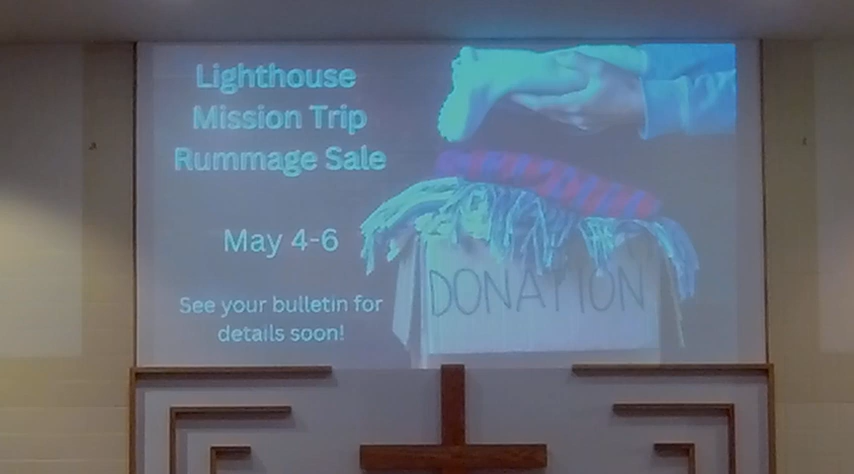 Lighthouse
Mission Trip
Rummage Sale
May 4-6
See your bulletin for
details soon!
DONATION